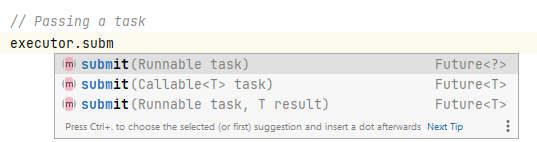 // Passing a task
executor.subm
m submit(Runnable task) Future<?>
m submit(Callable<T> task) Future<T>
m submit(Runnable task, T result) Future<T>
Press Ctrl+. to choose the selected (or first) suggestion and insert a dot afterwards Next Tip